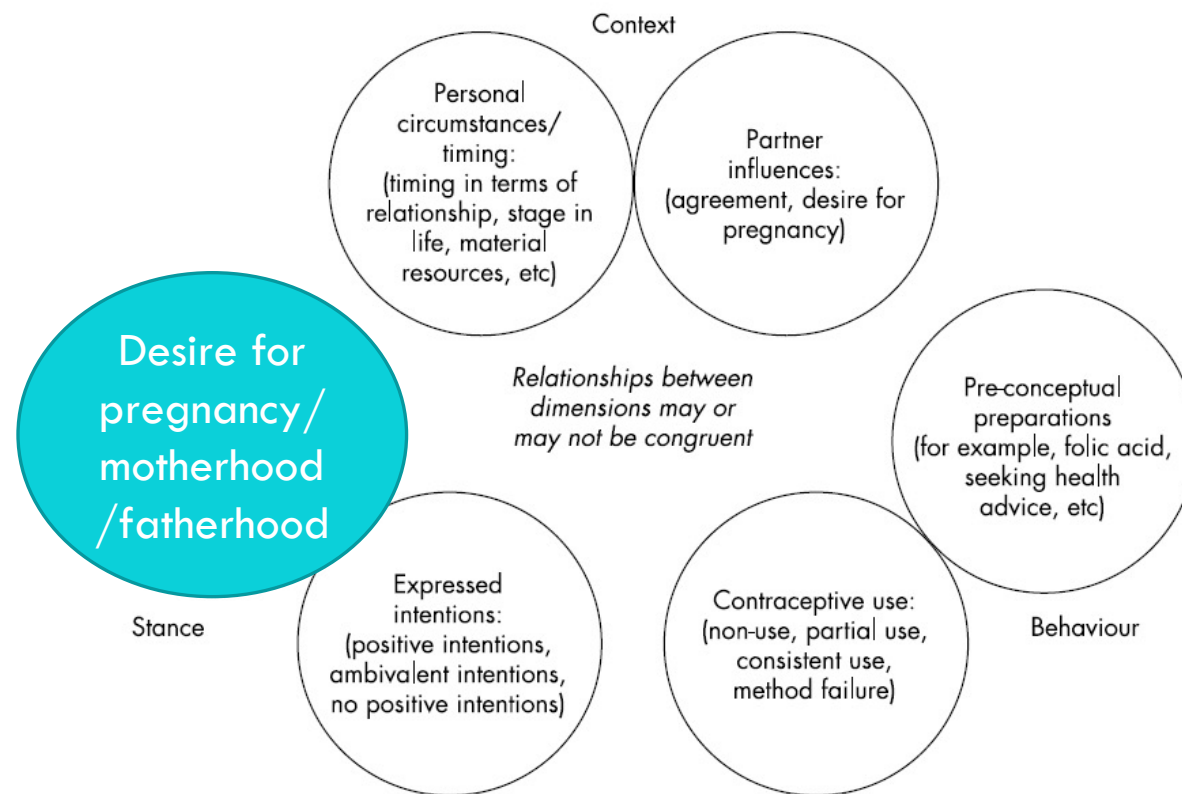 Context
Personal
circumstances/
timing:
(timing in terms of
relationship, stage in
life, material
resources, etc)
Partner
influences:
(agreement, desire for
pregnancy)
Desire for
pregnancy/
motherhood
/fatherhood
Relationships between
dimensions may or
may not be congruent
Pre-conceptual
preparations
(for example, folic acid,
seeking health
advice, etc)
Stance
Expressed
intentions:
(positive intentions,
ambivalent intentions,
no positive intentions)
Contraceptive use:
(non-use, partial use,
consistent use,
method failure)
Behaviour